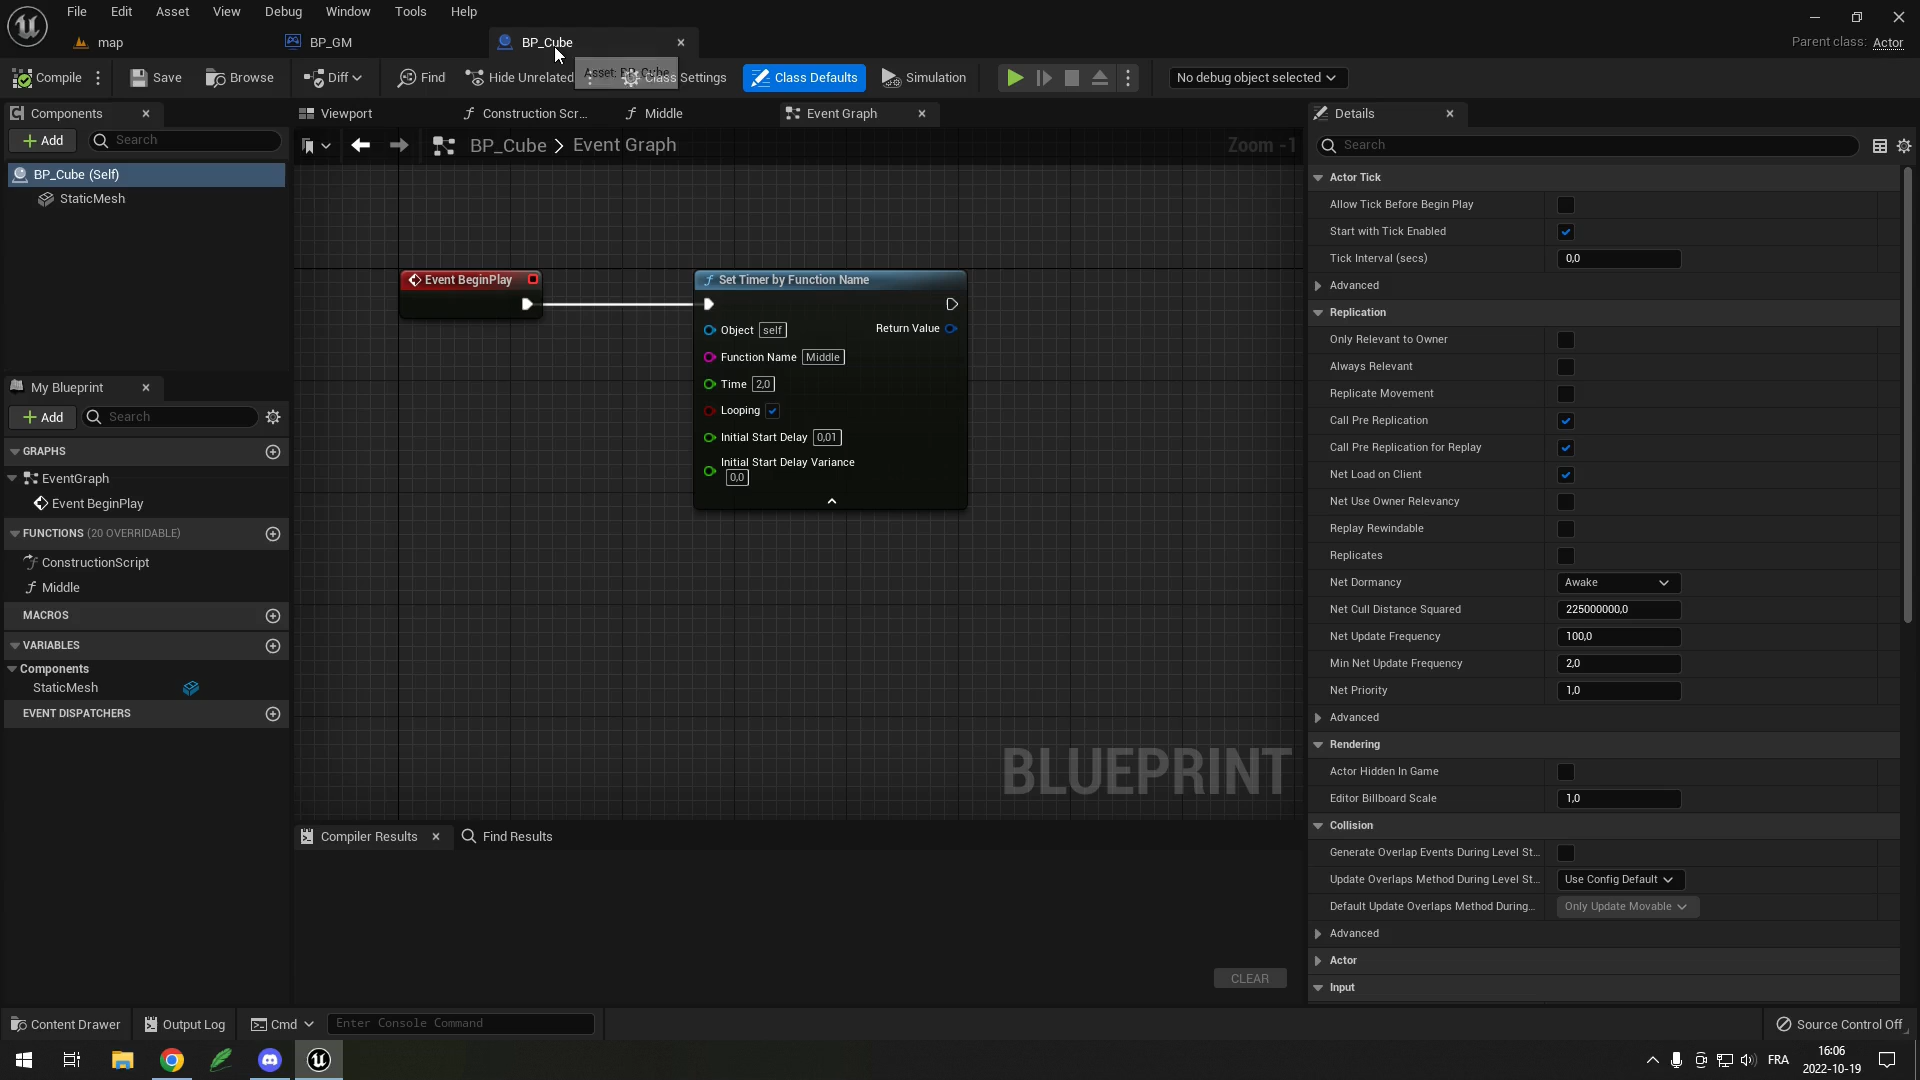 File Edit Asset View Debug Window Tools Help
map BP_GM BP_Cube
Parent class: Actor
Compile Save Browse Diff Find Hide Unrelated Class Settings Class Defaults Simulation No debug object selected
Asset: BP_Cube
Components
Add Search
BP_Cube (Self)
StaticMesh
My Blueprint
Add Search
GRAPHS
EventGraph
Event BeginPlay
FUNCTIONS (20 OVERRIDABLE)
ConstructionScript
Middle
MACROS
VARIABLES
Components
StaticMesh
EVENT DISPATCHERS
Viewport Construction Scr... Middle Event Graph
BP_Cube > Event Graph Zoom -1
Event BeginPlay
Set Timer by Function Name
Object self Return Value
Function Name Middle
Time 2,0
Looping
Initial Start Delay 0,01
Initial Start Delay Variance
0,0
BLUEPRINT
Compiler Results Find Results
CLEAR
Details
Search
Actor Tick
Allow Tick Before Begin Play
Start with Tick Enabled
Tick Interval (secs) 0,0
Advanced
Replication
Only Relevant to Owner
Always Relevant
Replicate Movement
Call Pre Replication
Call Pre Replication for Replay
Net Load on Client
Net Use Owner Relevancy
Replay Rewindable
Replicates
Net Dormancy Awake
Net Cull Distance Squared 225000000,0
Net Update Frequency 100,0
Min Net Update Frequency 2,0
Net Priority 1,0
Advanced
Rendering
Actor Hidden In Game
Editor Billboard Scale 1,0
Collision
Generate Overlap Events During Level St...
Update Overlaps Method During Level St... Use Config Default
Default Update Overlaps Method During... Only Update Movable
Advanced
Actor
Input
Content Drawer Output Log Cmd Enter Console Command Source Control Off
FRA 16:06
2022-10-19